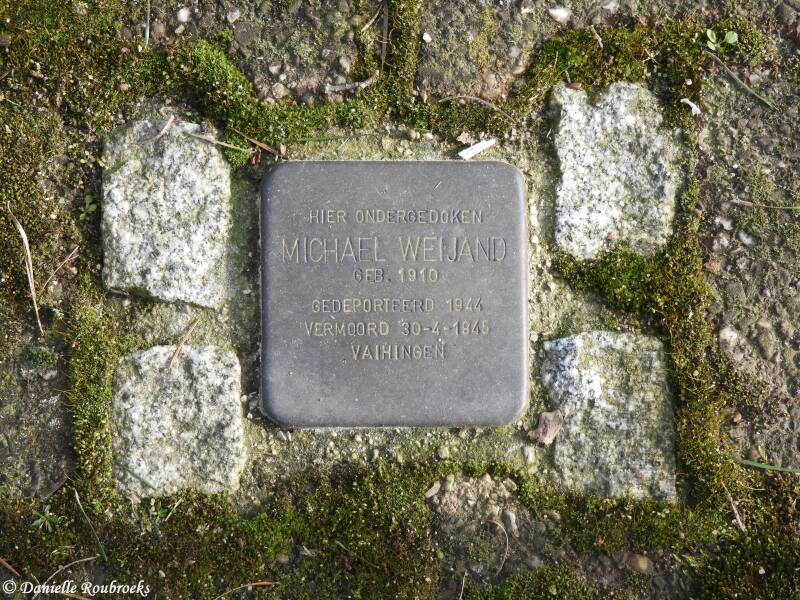 HIER ONDERGEDOKEN
MICHAEL WEIJAND
GEB. 1910
GEDEPORTEERD 1944
VERMOORD 30-4-1945
VAIHINGEN
© Danielle Roubroeks